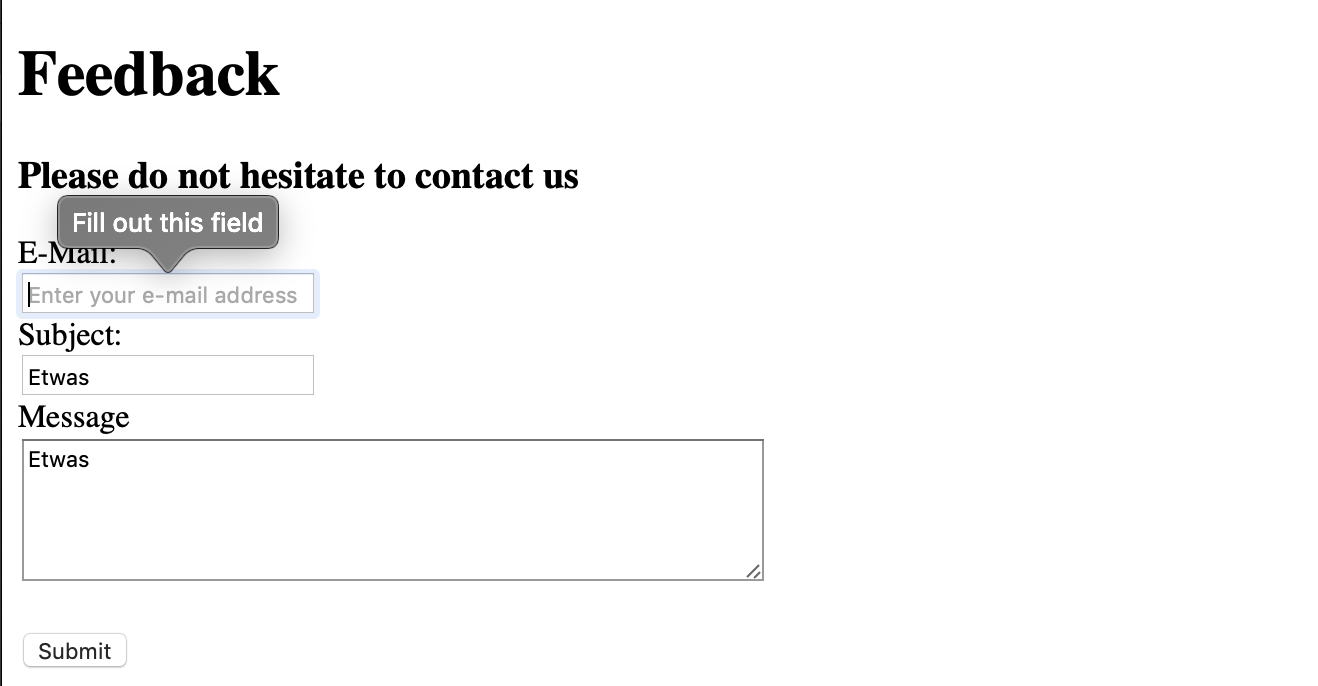 Feedback
Please do not hesitate to contact us
Fill out this field
E-Mail:
Enter your e-mail address
Subject:
Etwas
Message
Etwas
Submit